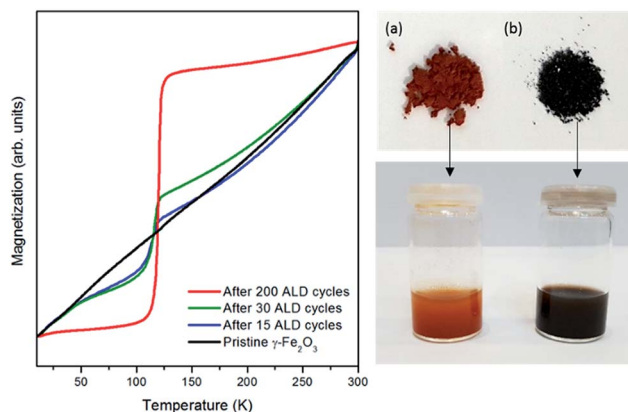 Magnetization (arb. units)
After 200 ALD cycles
After 30 ALD cycles
After 15 ALD cycles
Pristine γ-Fe₂O₃
50
100
150
200
250
300
Temperature (K)
(a)
(b)